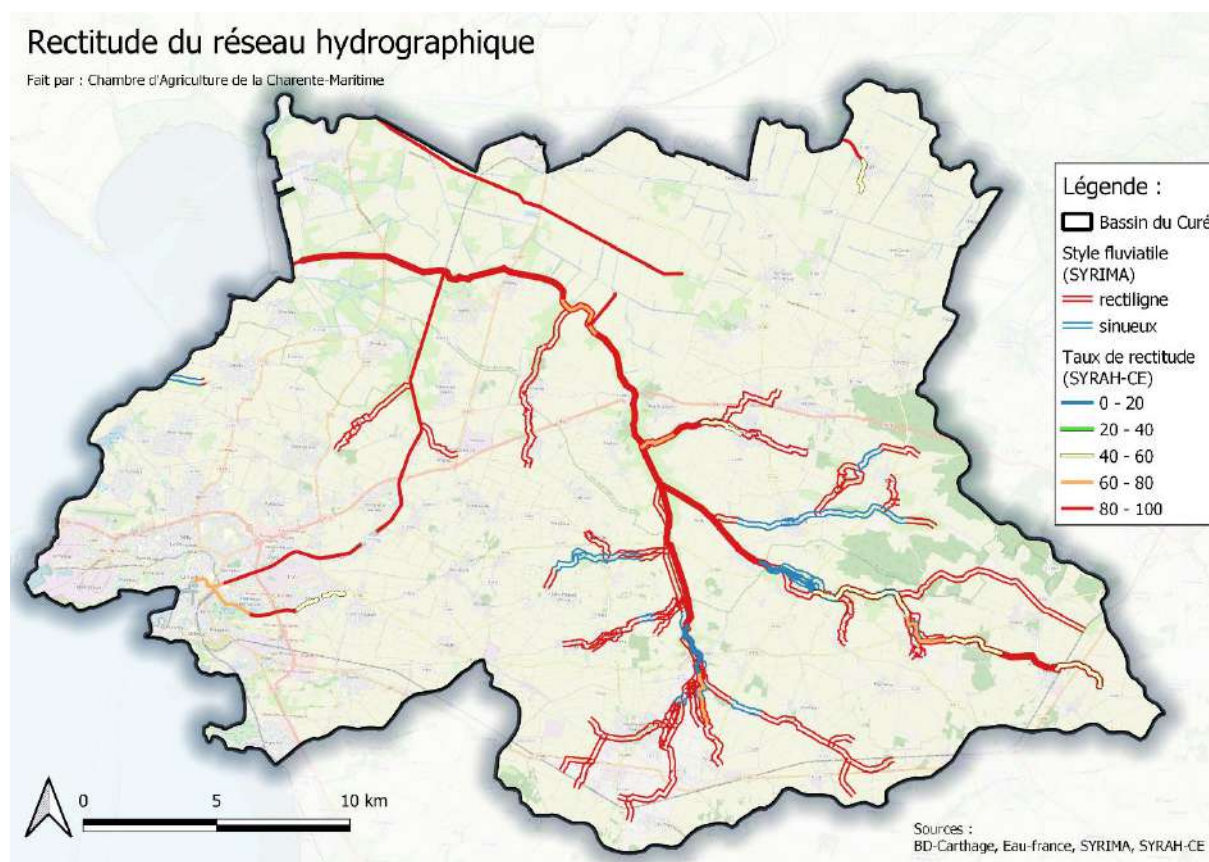 Rectitude du réseau hydrographique
Fait par : Chambre d'Agriculture de la Charente-Maritime
Légende :
Bassin du Curé
Style fluviatile
(SYRIMA)
rectiligne
sinueux
Taux de rectitude
(SYRAH-CE)
0 - 20
20 - 40
40 - 60
60 - 80
80 - 100
0 5 10 km
Sources :
BD-Carthage, Eau-france, SYRIMA, SYRAH-CE